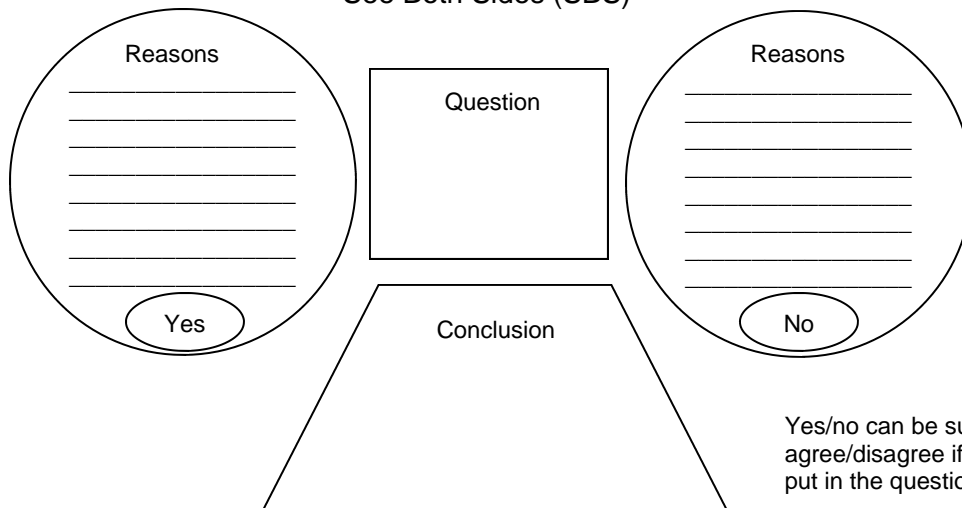 See Both Sides (SBS)
Reasons
Question
Reasons
Yes
No
Conclusion
Yes/no can be su
agree/disagree if
put in the questio